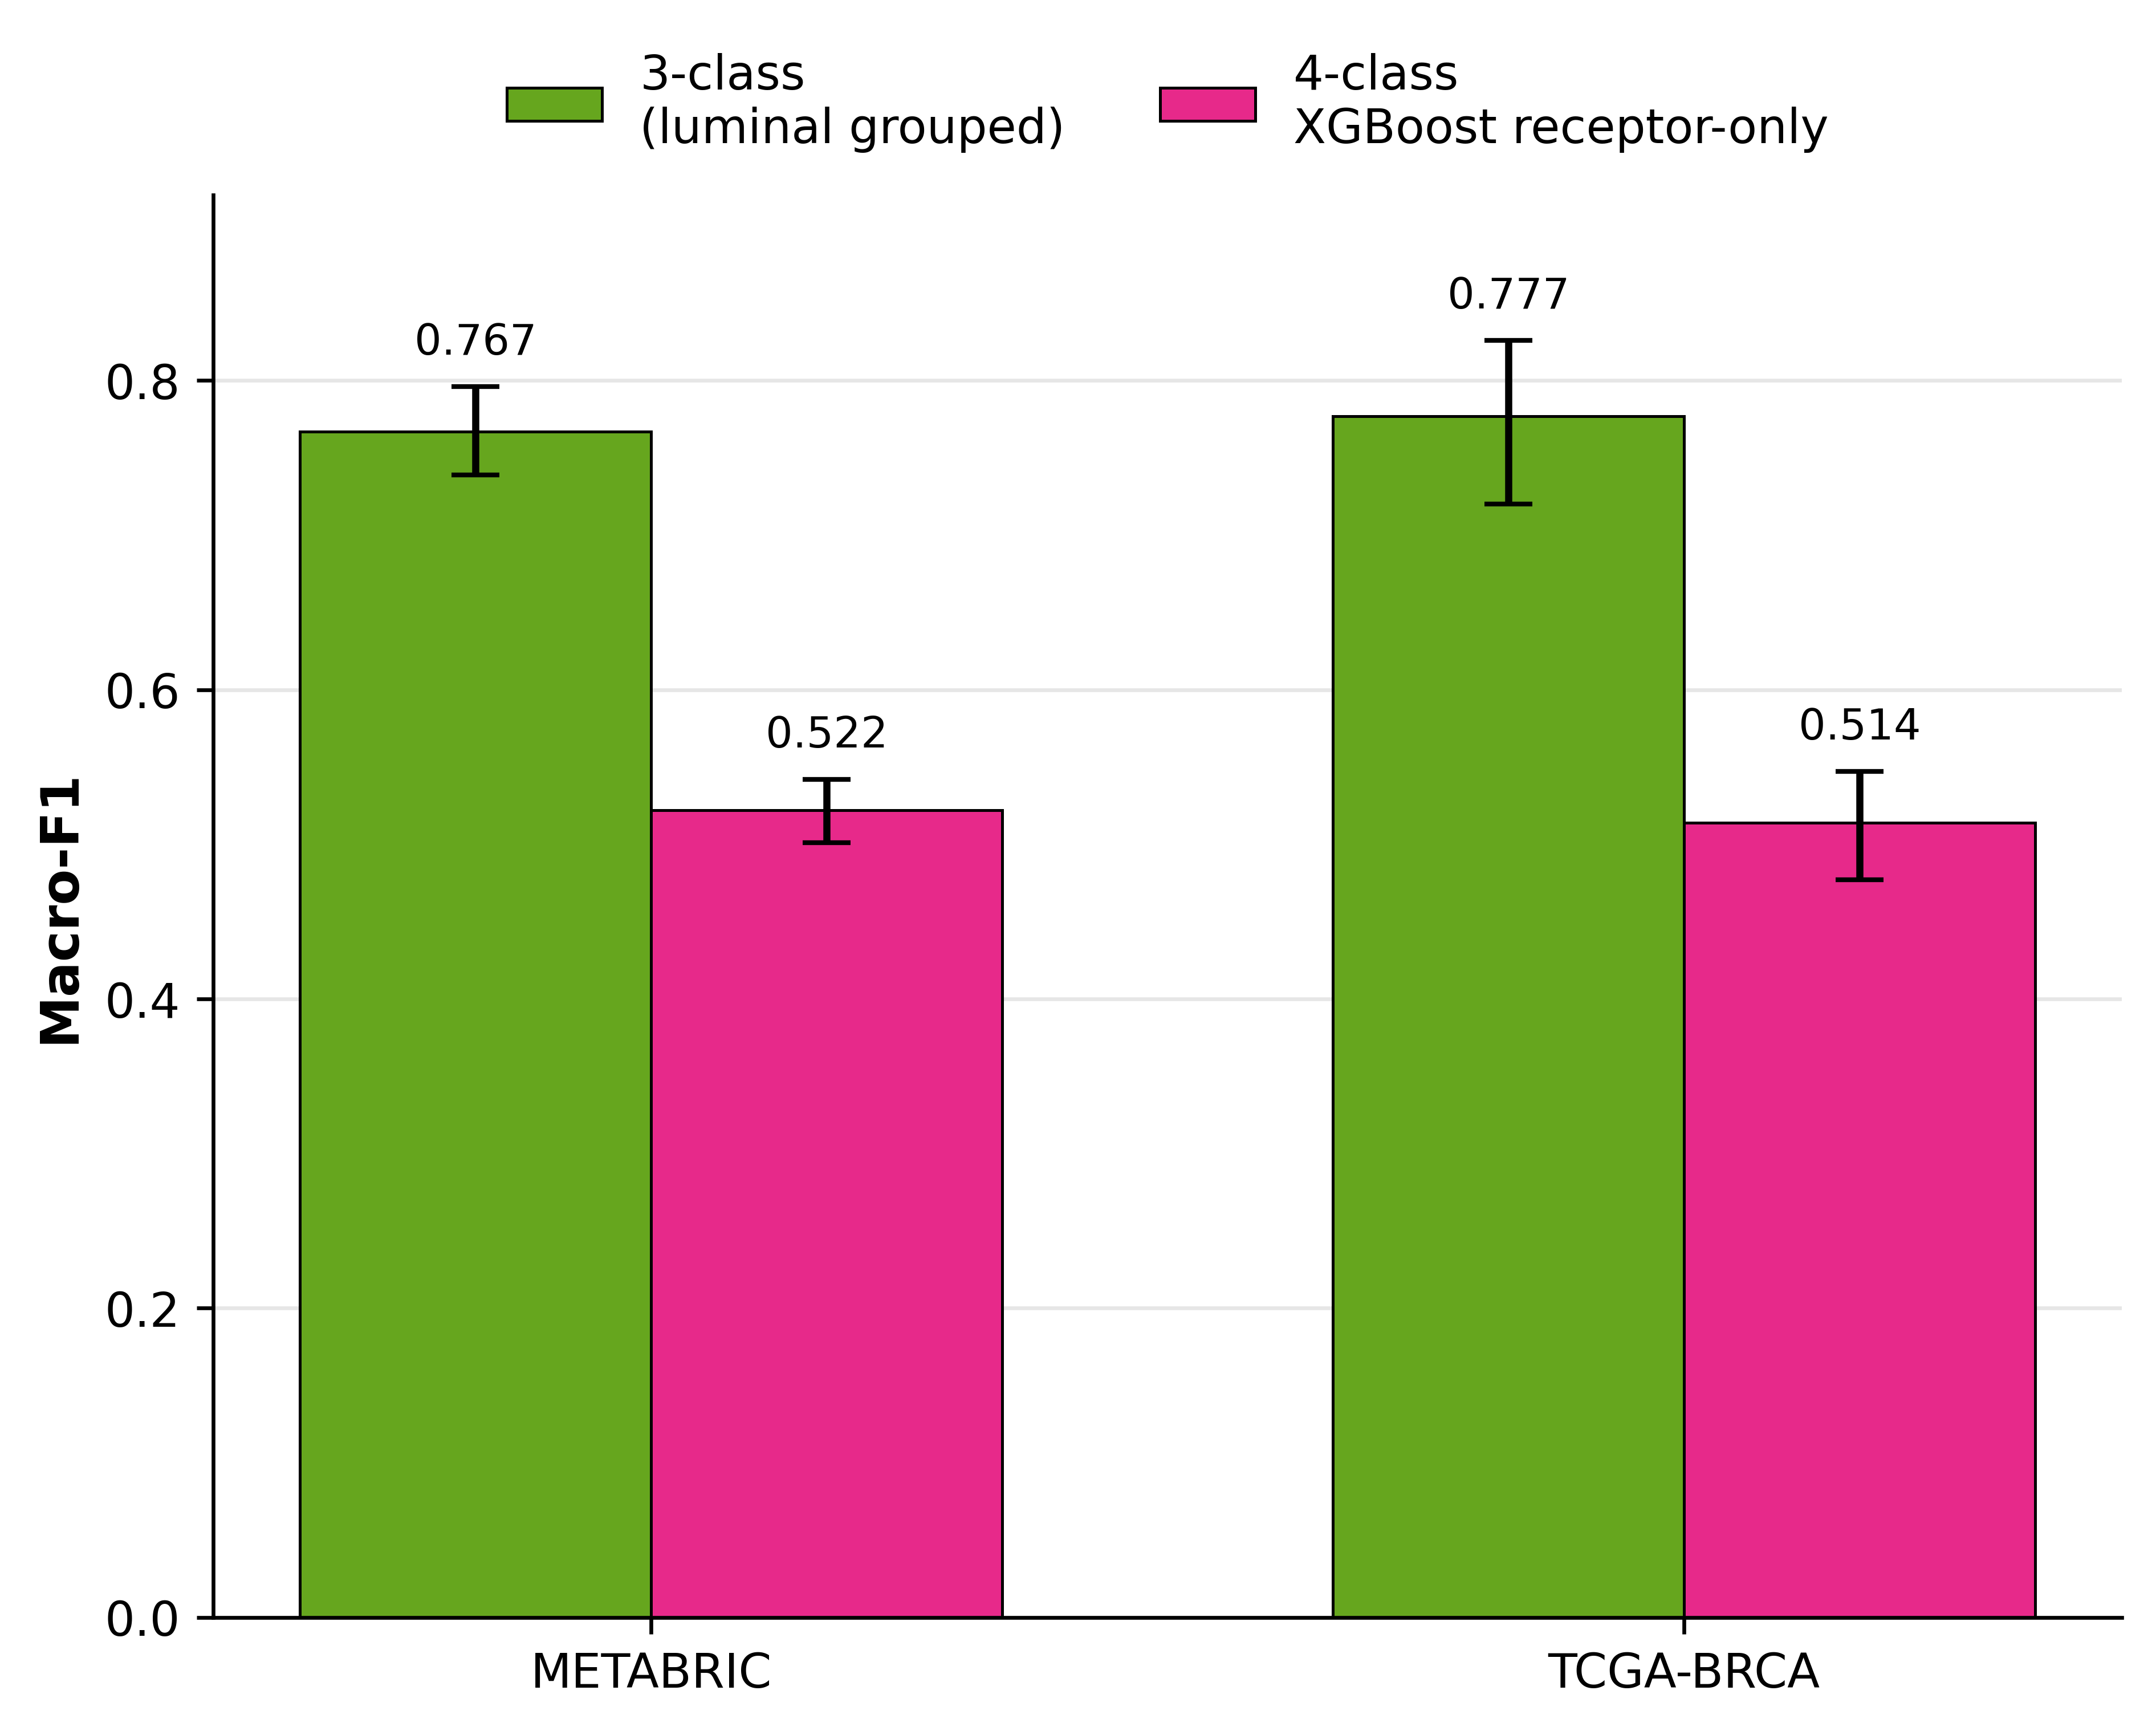 3-class
(luminal grouped)
4-class
XGBoost receptor-only
Macro-F1
0.8
0.6
0.4
0.2
0.0
0.767
0.522
0.777
0.514
METABRIC
TCGA-BRCA